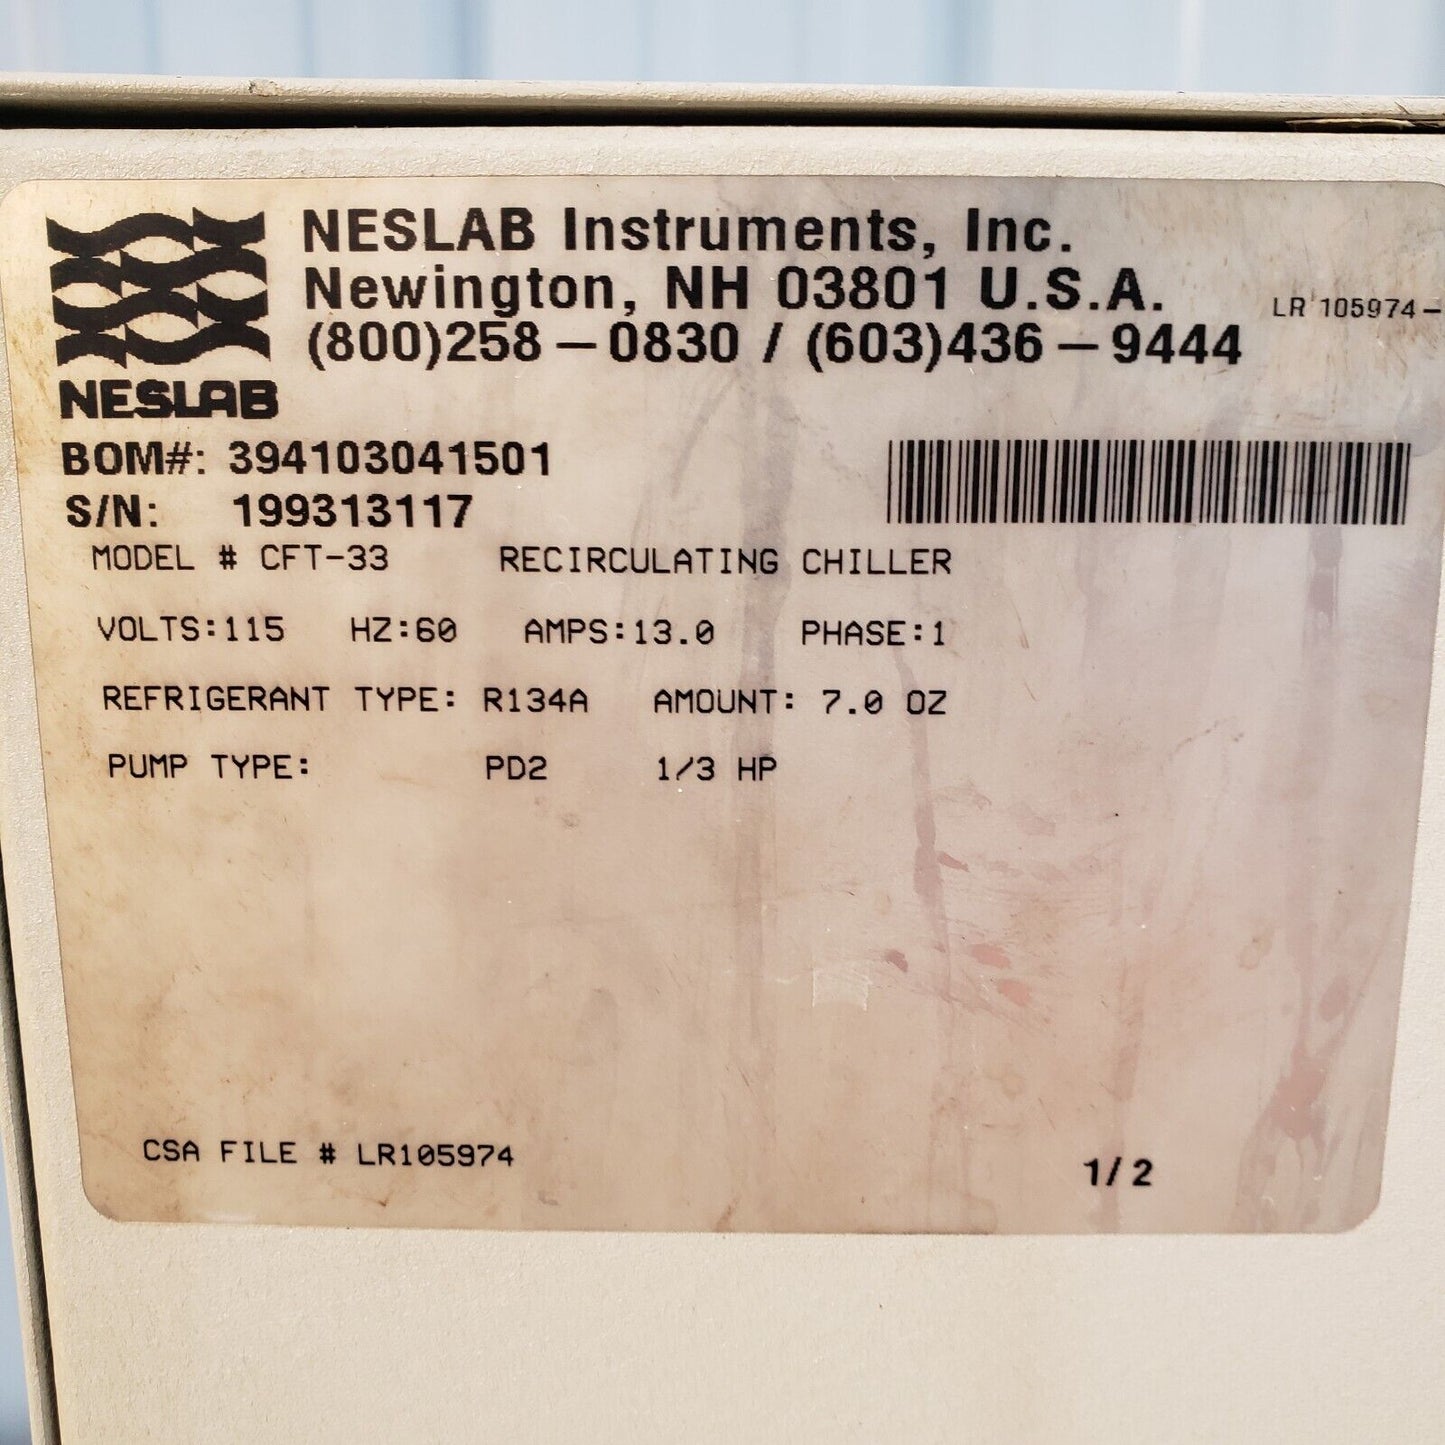 NESLAB Instruments, Inc.
Newington, NH 03801 U.S.A.
LR 105974-
(800)258-0830 / (603)436-9444
NESLAB
BOM#: 394103041501
S/N: 199313117
MODEL # CFT-33 RECIRCULATING CHILLER
VOLTS:115 HZ:60 AMPS:13.0 PHASE:1
REFRIGERANT TYPE: R134A AMOUNT: 7.0 OZ
PUMP TYPE: PD2 1/3 HP
CSA FILE # LR105974
1/2